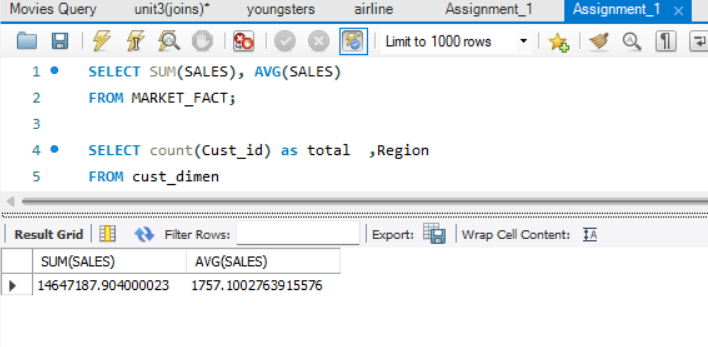 Movies Query unit3(joins)* youngsters airline Assignment_1 Assignment_1 ×
Limit to 1000 rows
1 SELECT SUM(SALES), AVG(SALES)
2 FROM MARKET_FACT;
3
4 SELECT count(Cust_id) as total ,Region
5 FROM cust_dimen
Result Grid Filter Rows: Export: Wrap Cell Content:
SUM(SALES) AVG(SALES)
14647187.904000023 1757.1002763915576